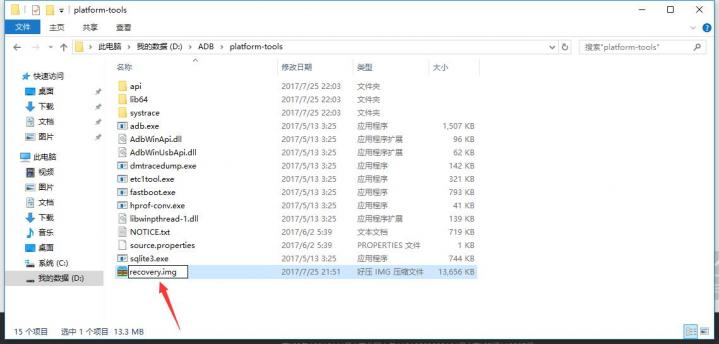 platform-tools
文件 主页 共享 查看
此电脑 > 我的数据 (D:) > ADB > platform-tools 搜索"platform-tools"
名称 修改日期 类型 大小
快速访问
桌面
下载
文档
图片
此电脑
视频
图片
文档
下载
音乐
桌面
系统 (C:)
我的数据 (D:)
api 2017/7/25 22:03 文件夹
lib64 2017/7/25 22:03 文件夹
systrace 2017/7/25 22:03 文件夹
adb.exe 2017/5/13 3:25 应用程序 1,507 KB
AdbWinApi.dll 2017/5/13 3:25 应用程序扩展 96 KB
AdbWinUsbApi.dll 2017/5/13 3:25 应用程序扩展 62 KB
dmtracedump.exe 2017/5/13 3:25 应用程序 142 KB
etc1tool.exe 2017/5/13 3:25 应用程序 321 KB
fastboot.exe 2017/5/13 3:25 应用程序 793 KB
hprof-conv.exe 2017/5/13 3:25 应用程序 41 KB
libwinpthread-1.dll 2017/5/13 3:25 应用程序扩展 139 KB
NOTICE.txt 2017/6/2 5:39 文本文档 719 KB
source.properties 2017/6/2 5:39 PROPERTIES 文件 1 KB
sqlite3.exe 2017/5/13 3:25 应用程序 744 KB
recovery.img 2017/7/25 21:51 好压 IMG 压缩文件 13,656 KB
15 个项目 选中 1 个项目 13.3 MB